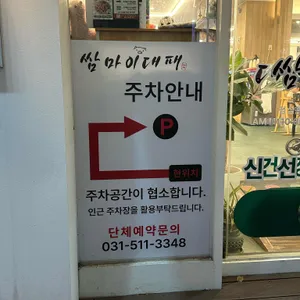 쌈마이대패
주차안내
P
현위치
주차공간이 협소합니다.
인근 주차장을 활용부탁드립니다.
단체예약문의
031-511-3348
신건선